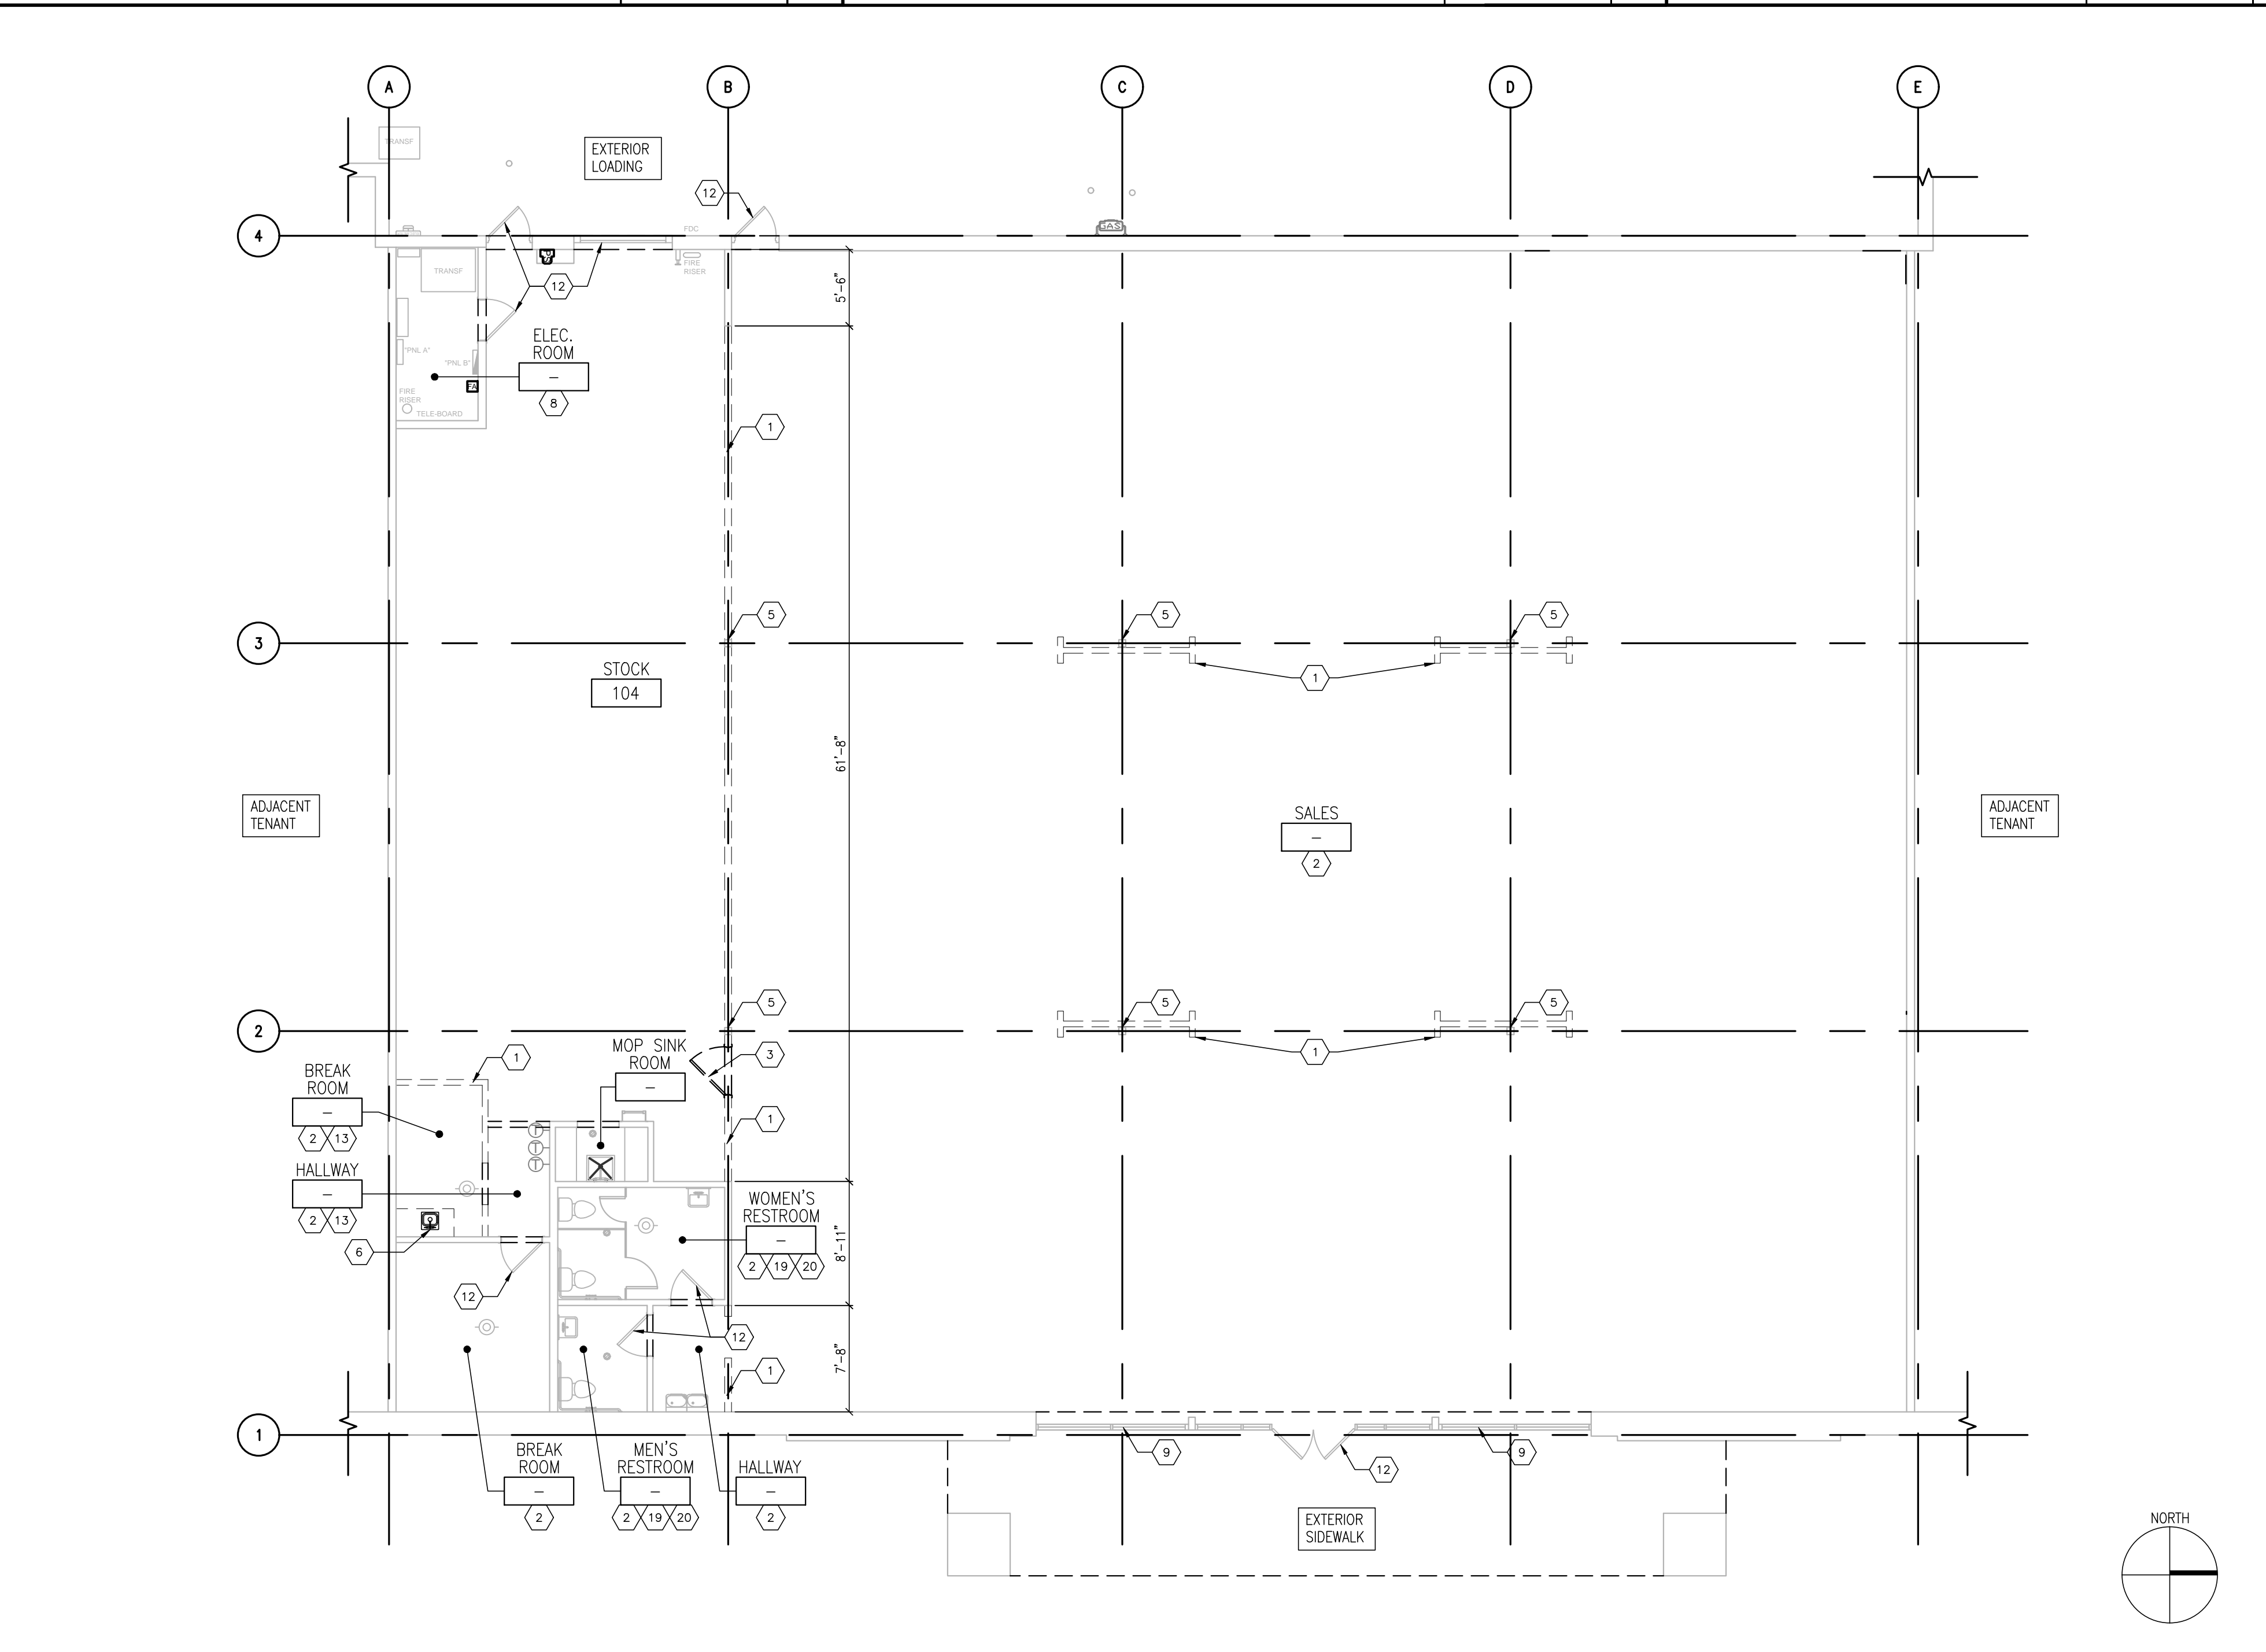 A
B
C
D
E
TRANSF
EXTERIOR
LOADING
12
4
FDC
GAS
FIRE
RISER
TRANSF
12
5'-6"
ELEC.
ROOM
"PNL A"
"PNL B"
–
FA
FIRE
RISER
TELE-BOARD
8
1
5
5
5
3
STOCK
104
1
61'-8"
ADJACENT
TENANT
SALES
–
2
ADJACENT
TENANT
5
5
5
2
MOP SINK
ROOM
–
3
1
1
BREAK
ROOM
–
2 13
1
T
T
T
HALLWAY
–
2 13
WOMEN'S
RESTROOM
–
2 19 20
8'-11"
6
12
12
7'-8"
1
1
BREAK
ROOM
–
2
MEN'S
RESTROOM
–
2 19 20
HALLWAY
–
2
9
12
9
EXTERIOR
SIDEWALK
NORTH